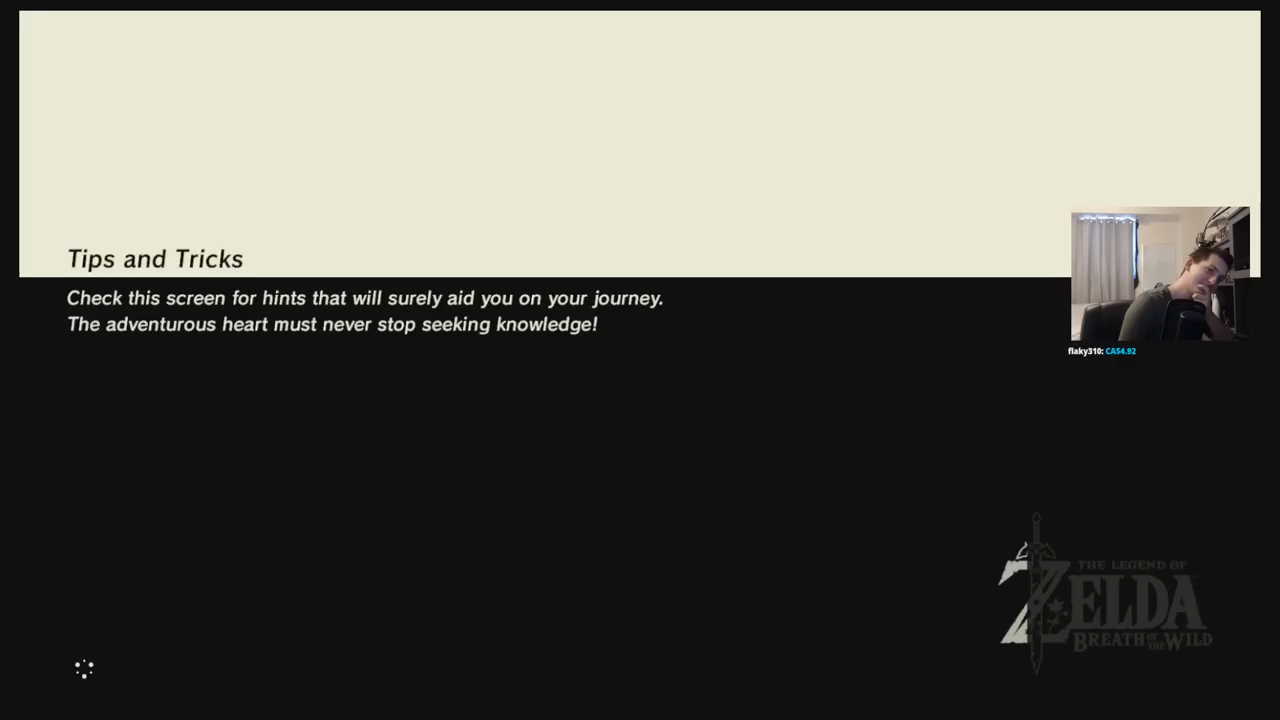 Tips and Tricks
Check this screen for hints that will surely aid you on your journey.
The adventurous heart must never stop seeking knowledge!
flaky310: CA$4.92
THE LEGEND OF
ZELDA
BREATH OF THE WILD